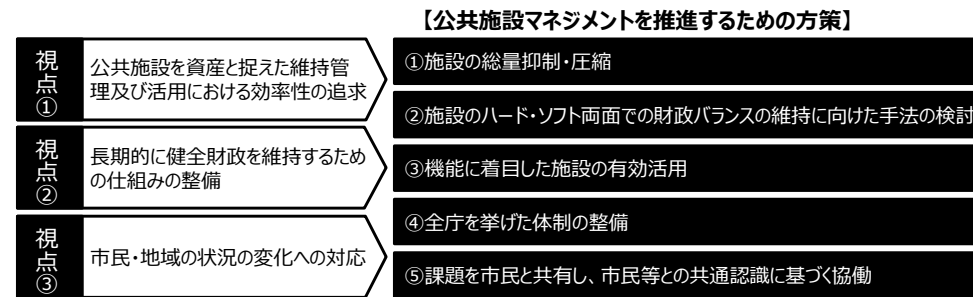 【公共施設マネジメントを推進するための方策】
視点①
公共施設を資産と捉えた維持管
理及び活用における効率性の追求
視点②
長期的に健全財政を維持するため
の仕組みの整備
視点③
市民・地域の状況の変化への対応
①施設の総量抑制・圧縮
②施設のハード・ソフト両面での財政バランスの維持に向けた手法の検討
③機能に着目した施設の有効活用
④全庁を挙げた体制の整備
⑤課題を市民と共有し、市民等との共通認識に基づく協働